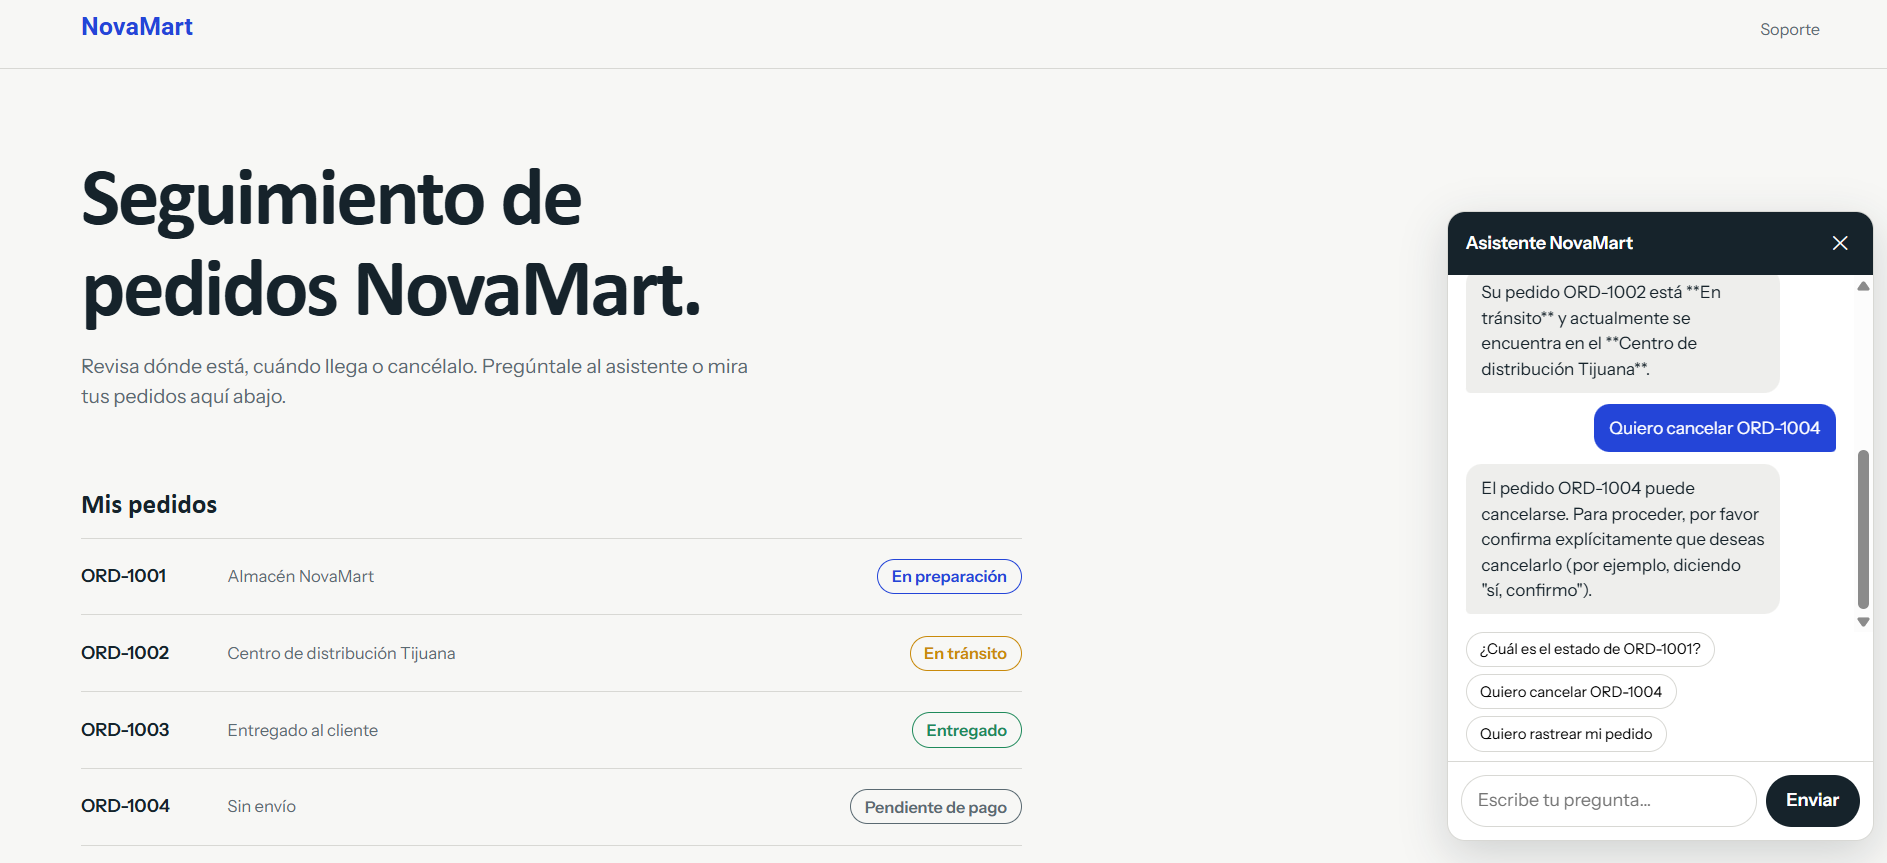 NovaMart
Soporte
Seguimiento de
pedidos NovaMart.
Revisa dónde está, cuándo llega o cancélalo. Pregúntale al asistente o mira
tus pedidos aquí abajo.
Mis pedidos
ORD-1001 Almacén NovaMart En preparación
ORD-1002 Centro de distribución Tijuana En tránsito
ORD-1003 Entregado al cliente Entregado
ORD-1004 Sin envío Pendiente de pago
Asistente NovaMart
Su pedido ORD-1002 está **En
tránsito** y actualmente se
encuentra en el **Centro de
distribución Tijuana**.
Quiero cancelar ORD-1004
El pedido ORD-1004 puede
cancelarse. Para proceder, por favor
confirma explícitamente que deseas
cancelarlo (por ejemplo, diciendo
"sí, confirmo").
¿Cuál es el estado de ORD-1001?
Quiero cancelar ORD-1004
Quiero rastrear mi pedido
Escribe tu pregunta...
Enviar